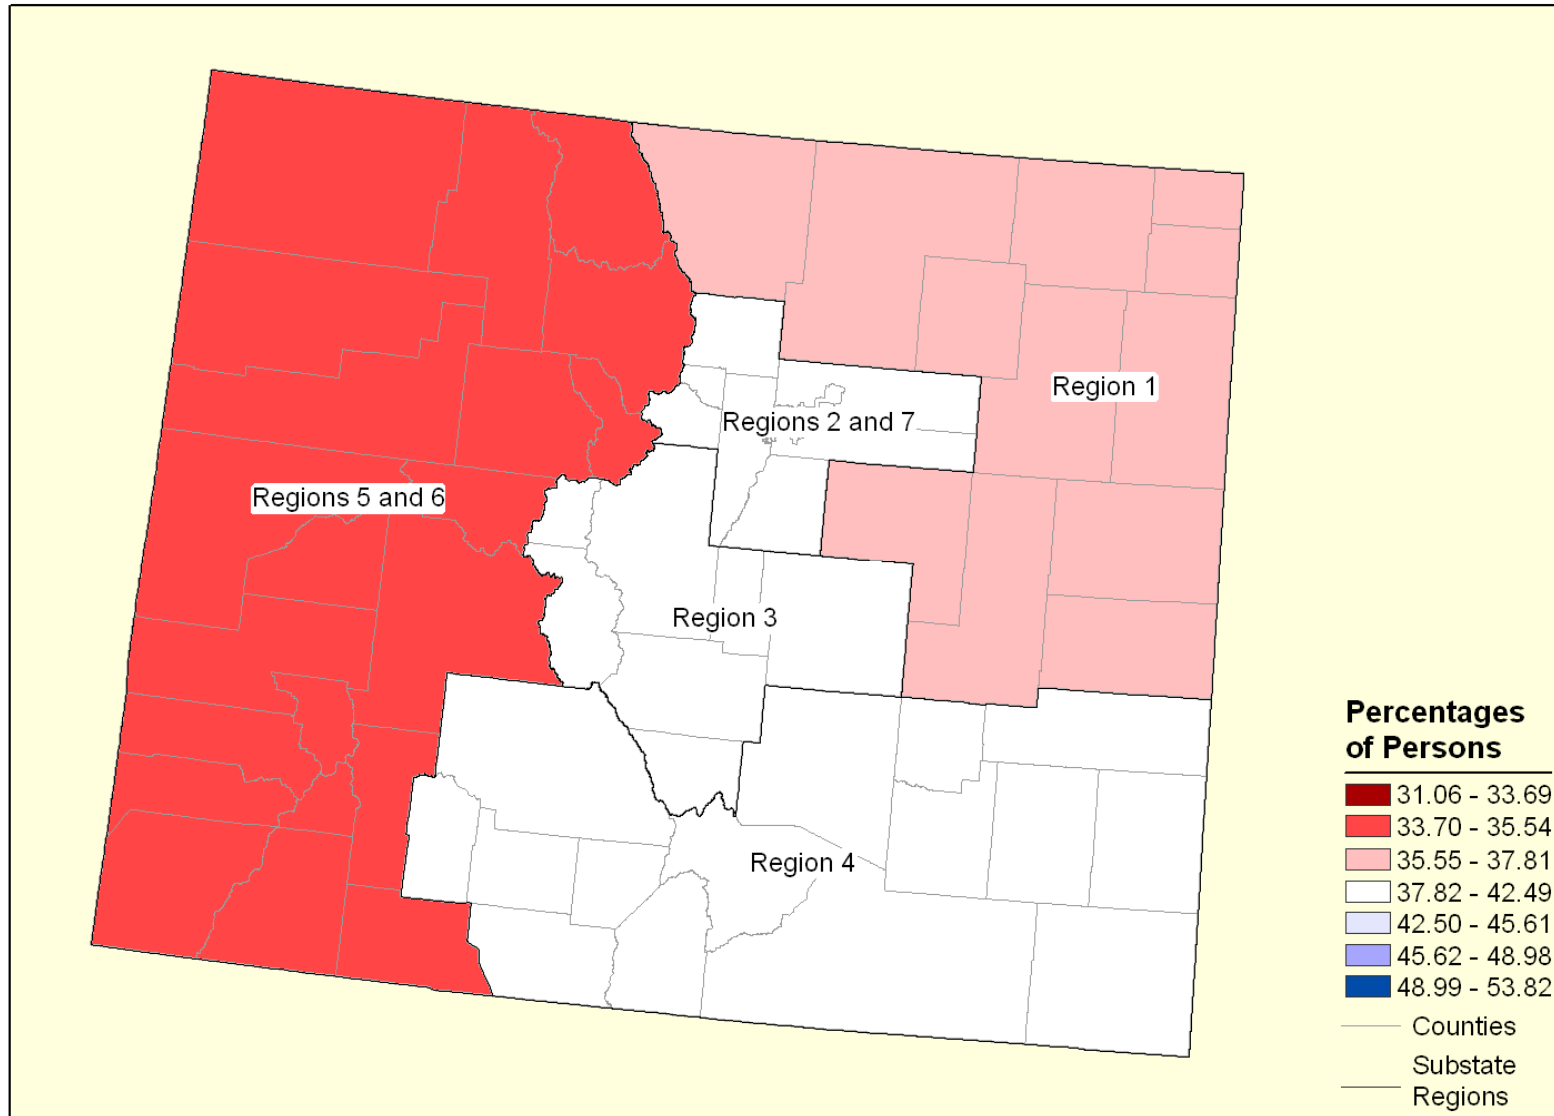 Region 1
Regions 2 and 7
Regions 5 and 6
Region 3
Region 4
Percentages
of Persons
31.06 - 33.69
33.70 - 35.54
35.55 - 37.81
37.82 - 42.49
42.50 - 45.61
45.62 - 48.98
48.99 - 53.82
Counties
Substate
Regions